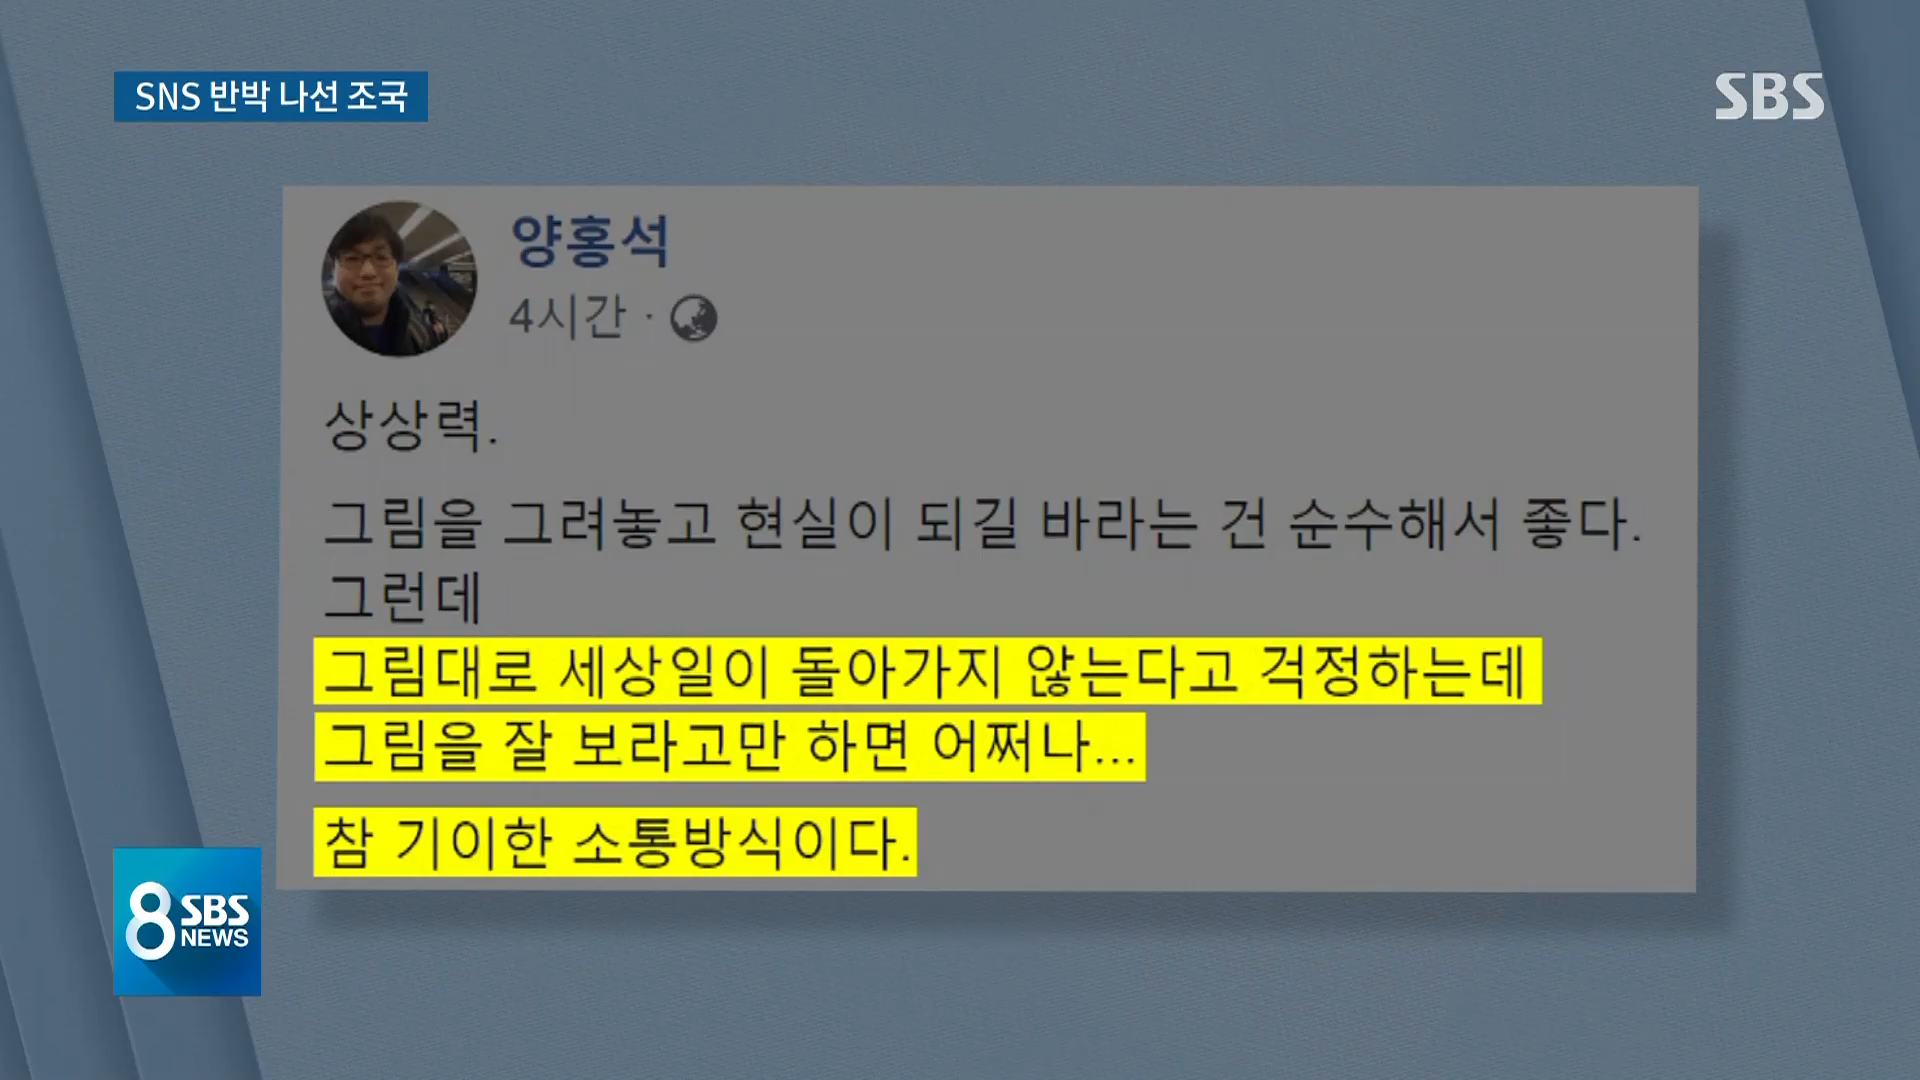 SNS 반박 나선 조국
SBS
양홍석
4시간 ·
상상력.
그림을 그려놓고 현실이 되길 바라는 건 순수해서 좋다.
그런데
그림대로 세상일이 돌아가지 않는다고 걱정하는데
그림을 잘 보라고만 하면 어쩌나...
참 기이한 소통방식이다.
8 SBS
NEWS